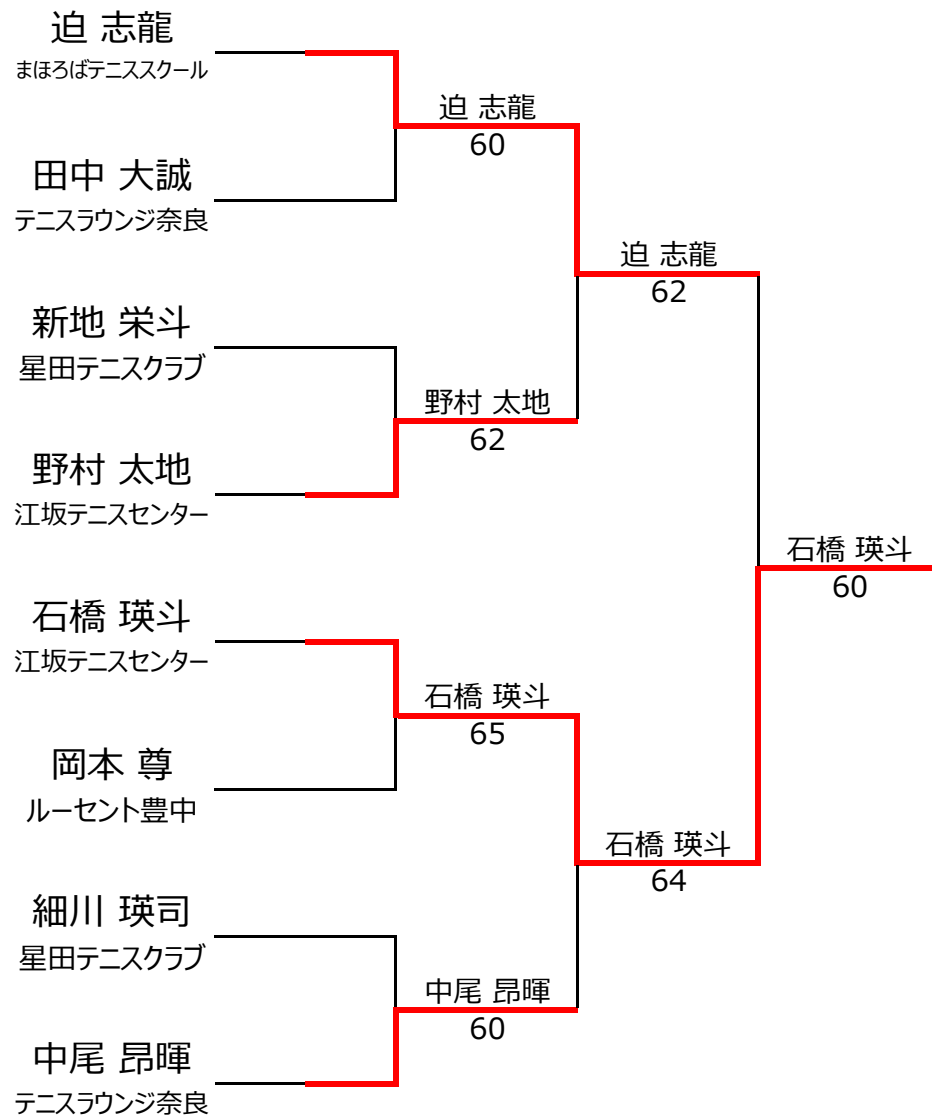 迫 志龍
まほろばテニススクール
田中 大誠
テニスラウンジ奈良
新地 栄斗
星田テニスクラブ
野村 太地
江坂テニスセンター
石橋 瑛斗
江坂テニスセンター
岡本 尊
ルーセント豊中
細川 瑛司
星田テニスクラブ
中尾 昂暉
テニスラウンジ奈良
迫 志龍
60
野村 太地
62
石橋 瑛斗
65
中尾 昂暉
60
迫 志龍
62
石橋 瑛斗
64
石橋 瑛斗
60